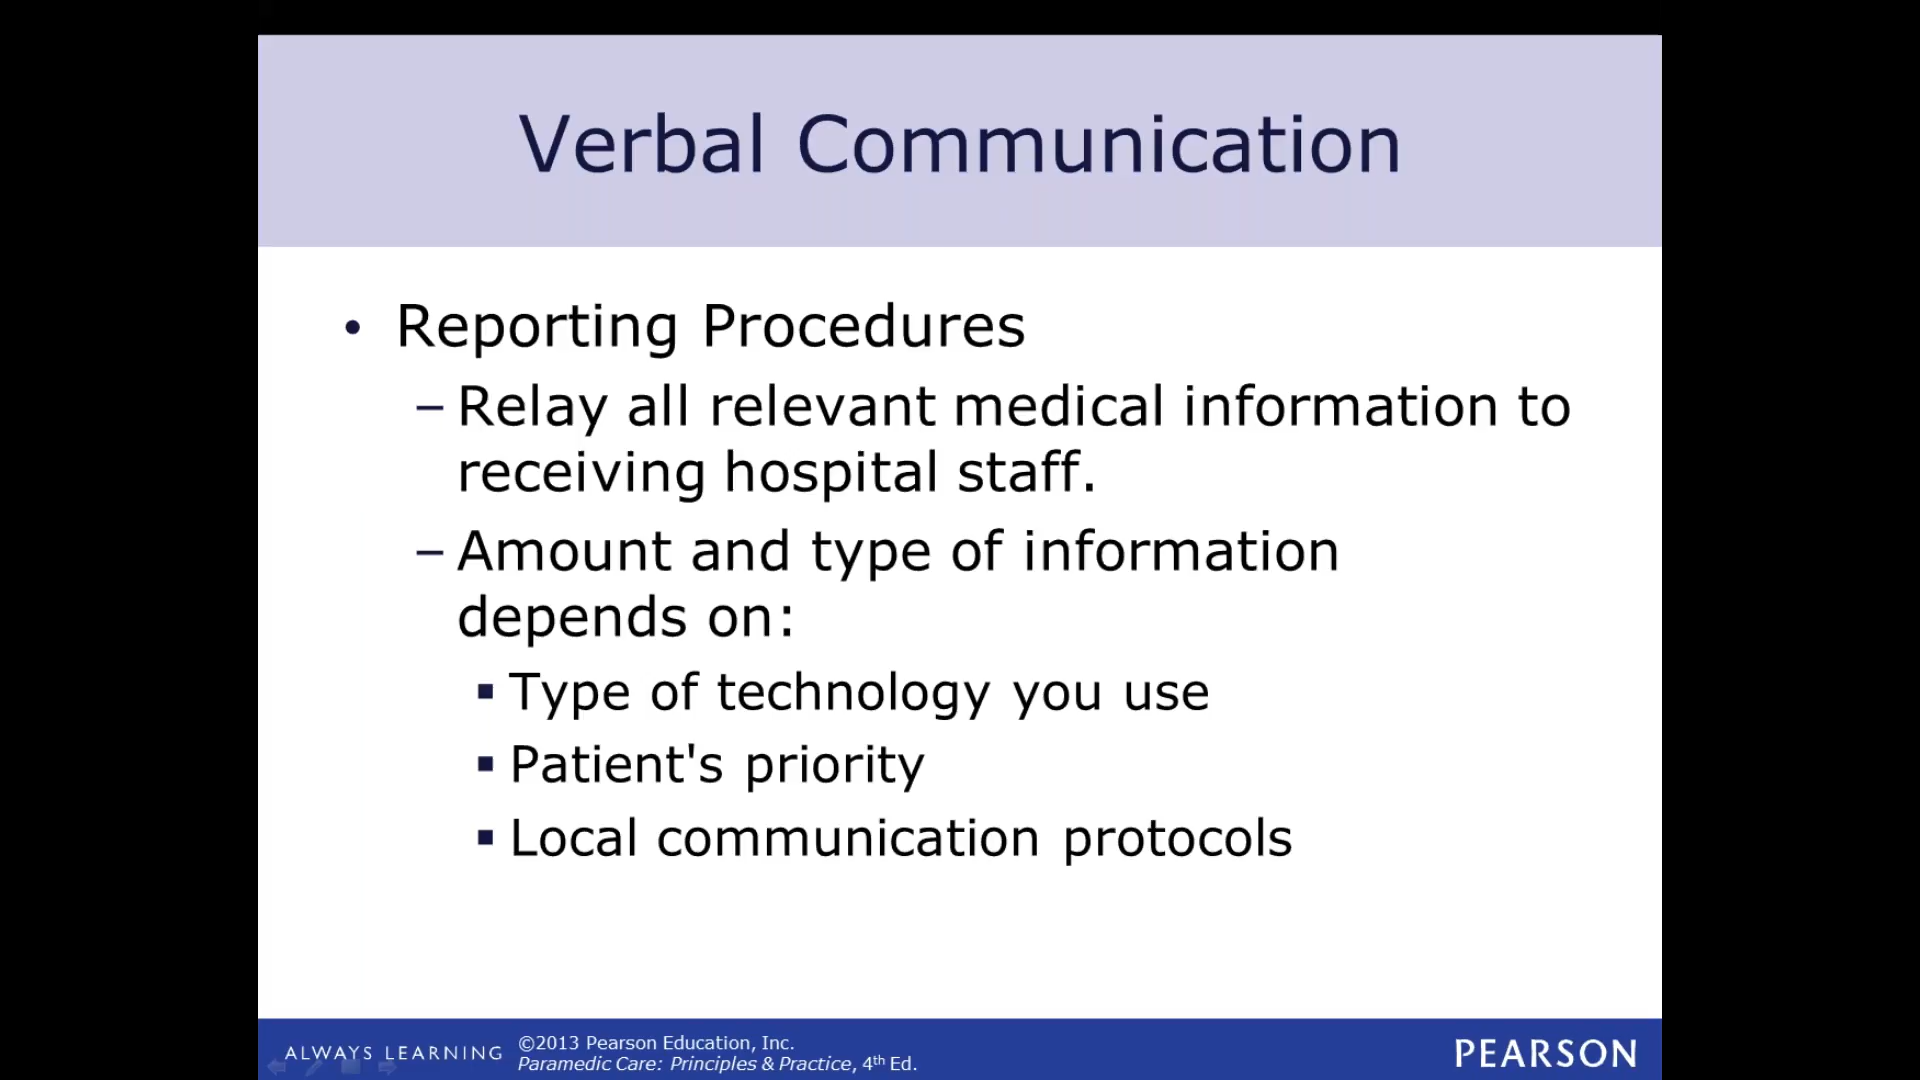 Verbal Communication
• Reporting Procedures
– Relay all relevant medical information to
receiving hospital staff.
– Amount and type of information
depends on:
▪ Type of technology you use
▪ Patient's priority
▪ Local communication protocols
ALWAYS LEARNING
©2013 Pearson Education, Inc.
Paramedic Care: Principles & Practice, 4th Ed.
PEARSON